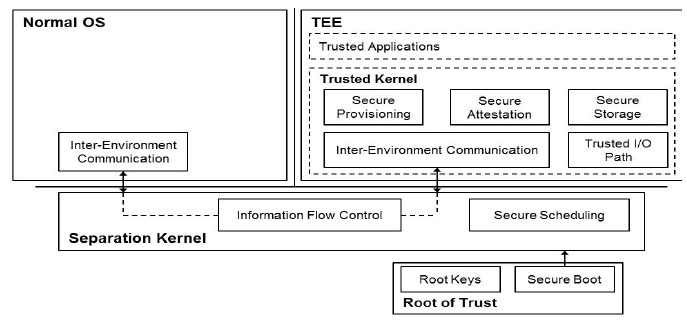 Normal OS
Inter-Environment
Communication
TEE
Trusted Applications
Trusted Kernel
Secure
Provisioning
Secure
Attestation
Secure
Storage
Inter-Environment Communication
Trusted I/O
Path
Information Flow Control
Secure Scheduling
Separation Kernel
Root Keys
Secure Boot
Root of Trust